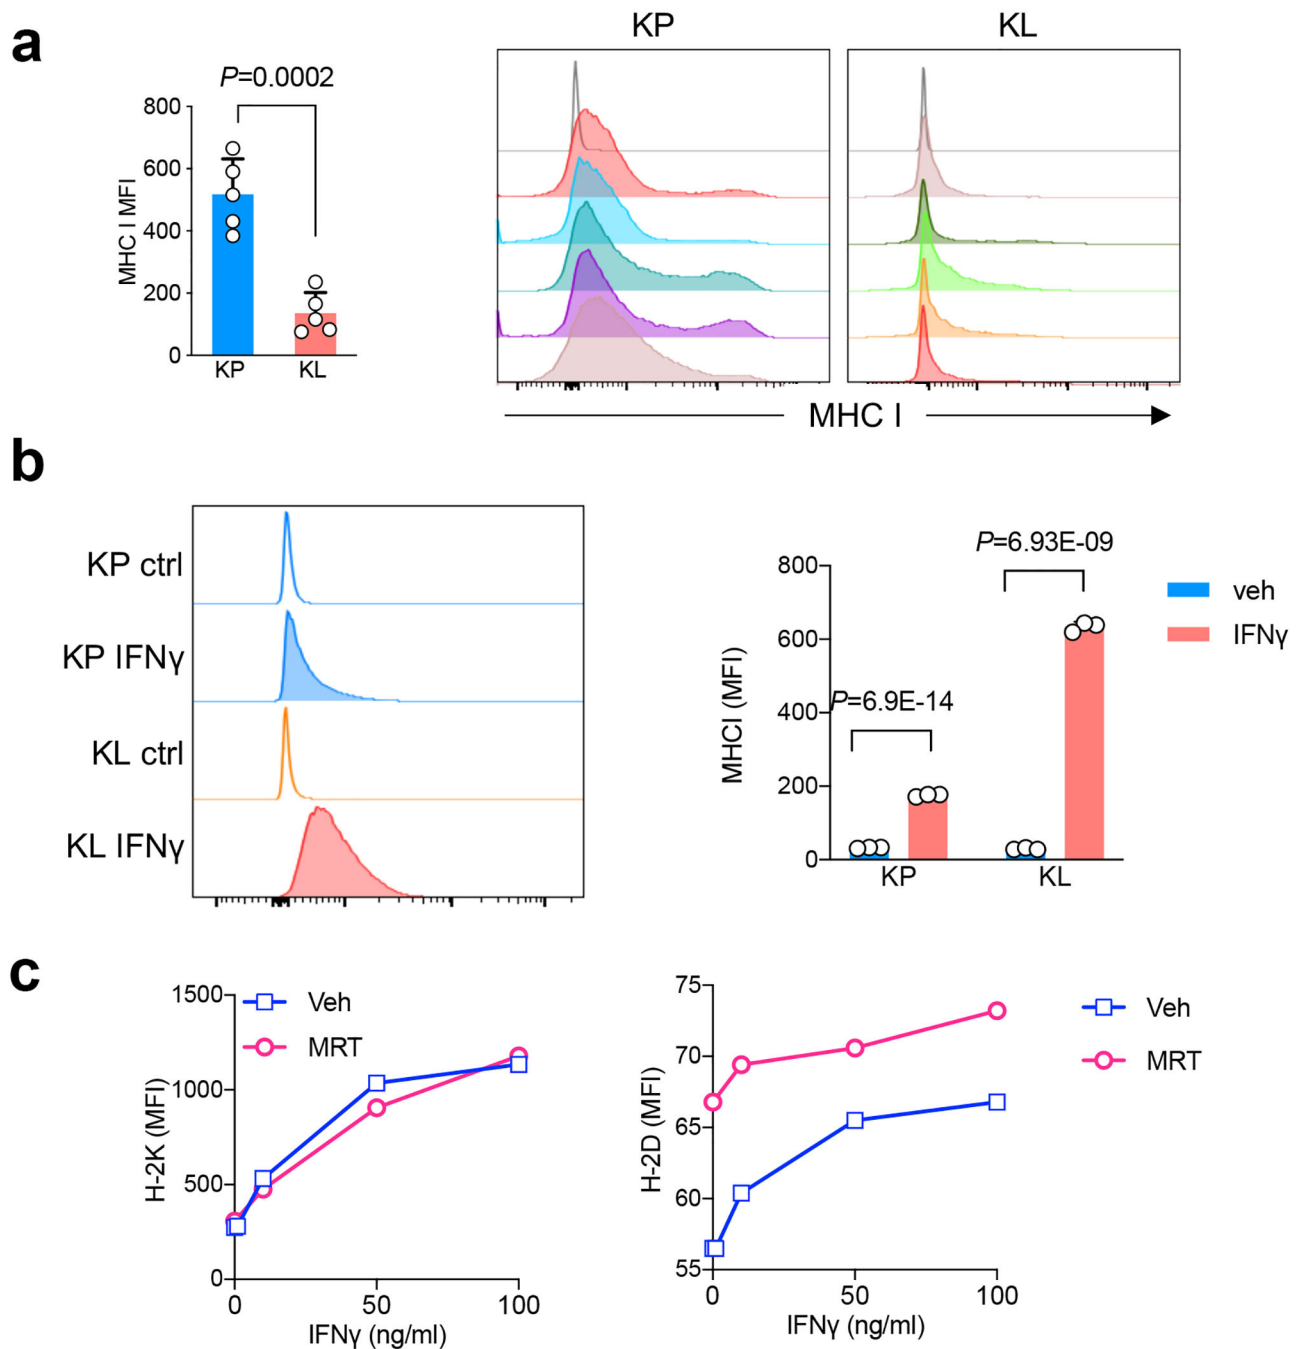 a
KP
KL
P=0.0002
800
600
400
200
0
MHC I MFI
KP
KL
MHC I
b
KP ctrl
KP IFNγ
KL ctrl
KL IFNγ
P=6.93E-09
P=6.9E-14
800
600
400
200
0
MHCI (MFI)
KP
KL
veh
IFNγ
c
1500
1000
500
0
H-2K (MFI)
Veh
MRT
0
50
100
IFNγ (ng/ml)
75
70
65
60
55
H-2D (MFI)
0
50
100
IFNγ (ng/ml)
Veh
MRT